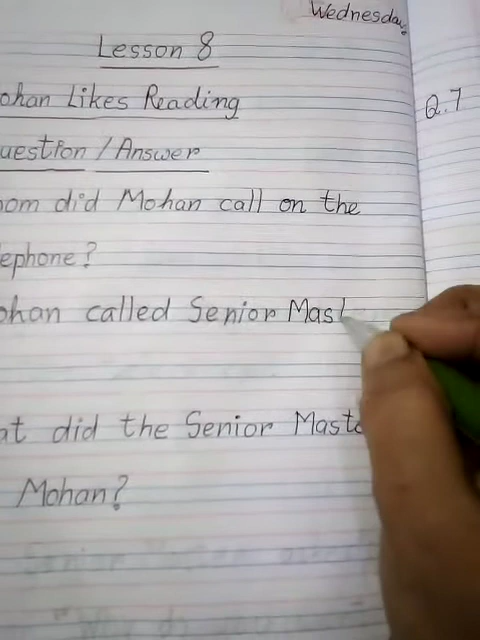 Wednesday
Lesson 8
ohan Likes Reading
uestion / Answer
om did Mohan call on the
ephone?
ohan called Senior Mas
at did the Senior Maste
Mohan?
Q.7